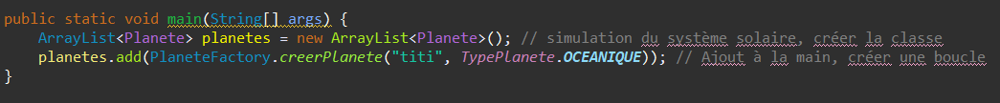 public static void main(String[] args) {
ArrayList<Planete> planetes = new ArrayList<Planete>(); // simulation du système solaire, créer la classe
planetes.add(PlaneteFactory.creerPlanete("titi", TypePlanete.OCEANIQUE)); // Ajout à la main, créer une boucle
}